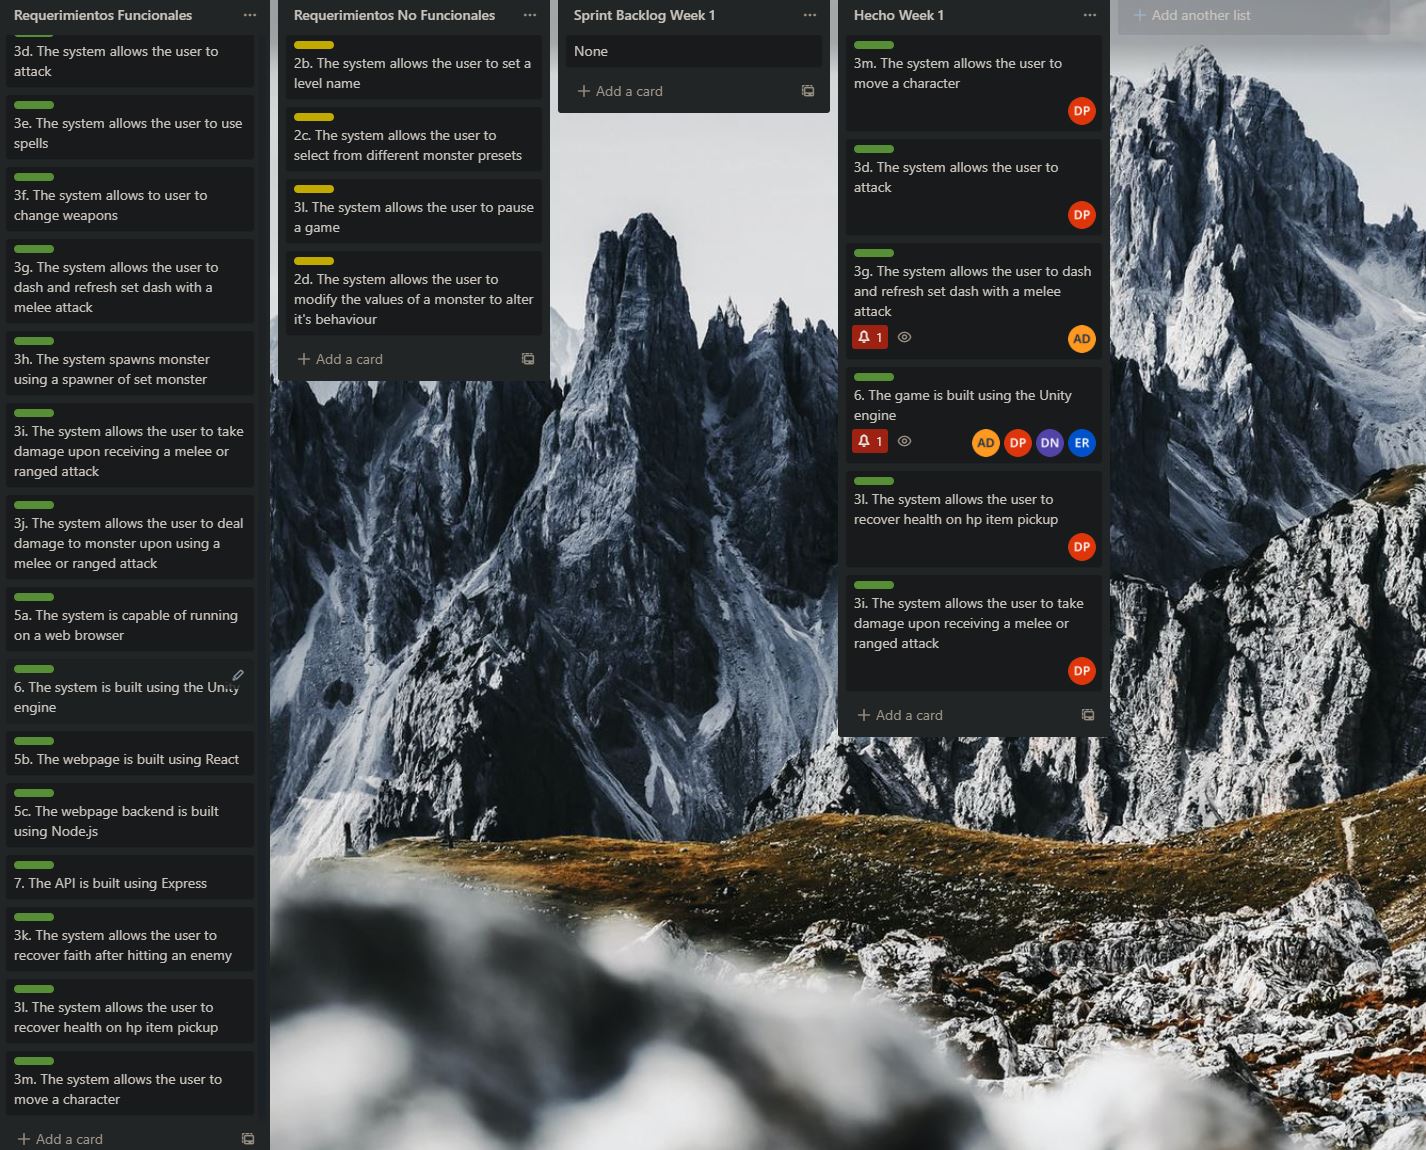 Requerimientos Funcionales
3d. The system allows the user to
attack
3e. The system allows the user to use
spells
3f. The system allows to user to
change weapons
3g. The system allows the user to
dash and refresh set dash with a
melee attack
3h. The system spawns monster
using a spawner of set monster
3i. The system allows the user to take
damage upon receiving a melee or
ranged attack
3j. The system allows the user to deal
damage to monster upon using a
melee or ranged attack
5a. The system is capable of running
on a web browser
6. The system is built using the Unity
engine
5b. The webpage is built using React
5c. The webpage backend is built
using Node.js
7. The API is built using Express
3k. The system allows the user to
recover faith after hitting an enemy
3l. The system allows the user to
recover health on hp item pickup
3m. The system allows the user to
move a character
+ Add a card
Requerimientos No Funcionales
2b. The system allows the user to set a
level name
2c. The system allows the user to
select from different monster presets
3l. The system allows the user to pause
a game
2d. The system allows the user to
modify the values of a monster to alter
it's behaviour
+ Add a card
Sprint Backlog Week 1
None
+ Add a card
Hecho Week 1
3m. The system allows the user to
move a character
DP
3d. The system allows the user to
attack
DP
3g. The system allows the user to dash
and refresh set dash with a melee
attack
1
AD
6. The game is built using the Unity
engine
1
AD DP DN ER
3l. The system allows the user to
recover health on hp item pickup
DP
3i. The system allows the user to take
damage upon receiving a melee or
ranged attack
DP
+ Add a card
+ Add another list